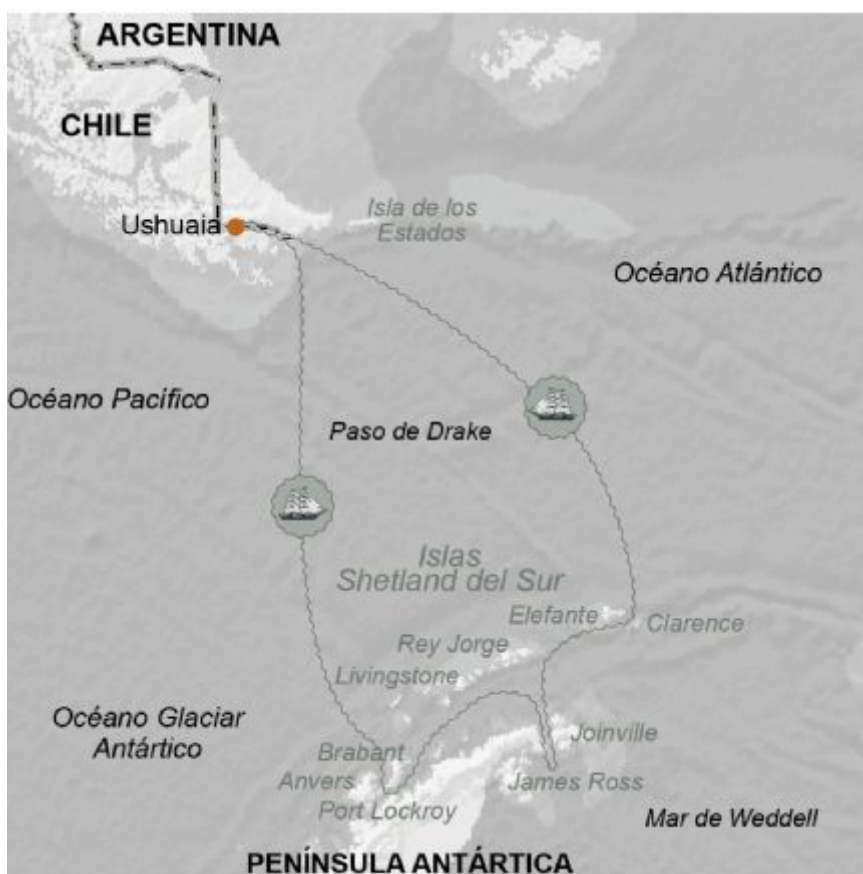 ARGENTINA
CHILE
Ushuaia
Isla de los
Estados
Océano Atlántico
Océano Pacífico
Paso de Drake
Islas
Shetland del Sur
Elefante
Clarence
Rey Jorge
Livingstone
Océano Glaciar
Antártico
Joinville
Brabant
Anvers
James Ross
Port Lockroy
Mar de Weddell
PENÍNSULA ANTÁRTICA